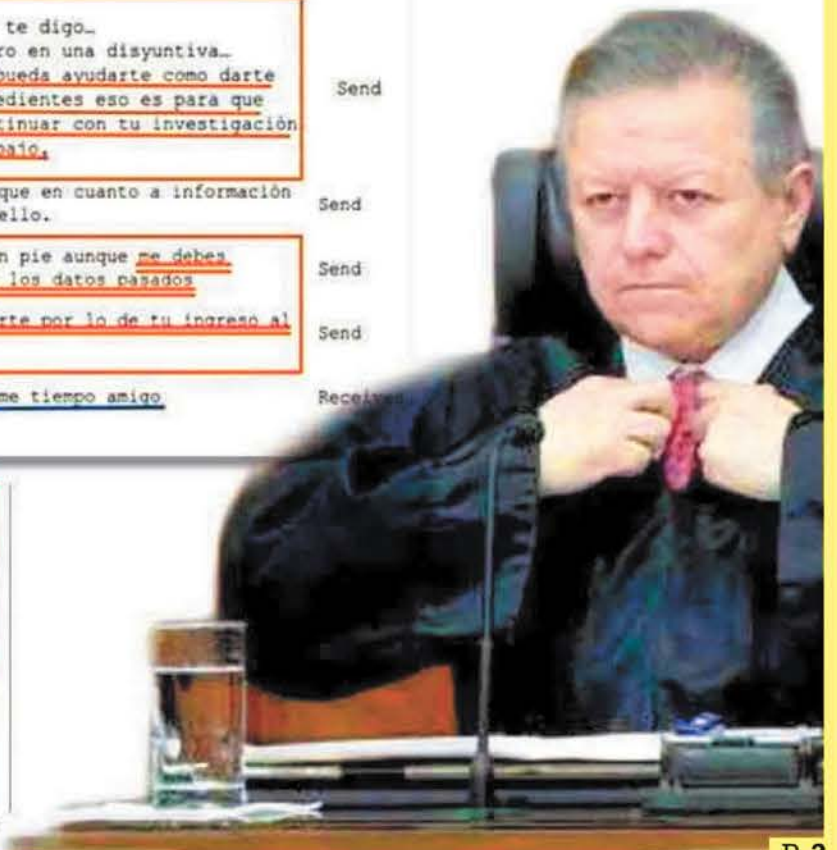 te digo…
ro en una disyuntiva…
pueda ayudarte como darte
edientes eso es para que
Send
tinuar con tu investigación
bajo.
que en cuanto a información
Send
ello.
n pie aunque me debes
Send
los datos pasados
rte por lo de tu ingreso al
Send
me tiempo amigo
Receive
P. 3